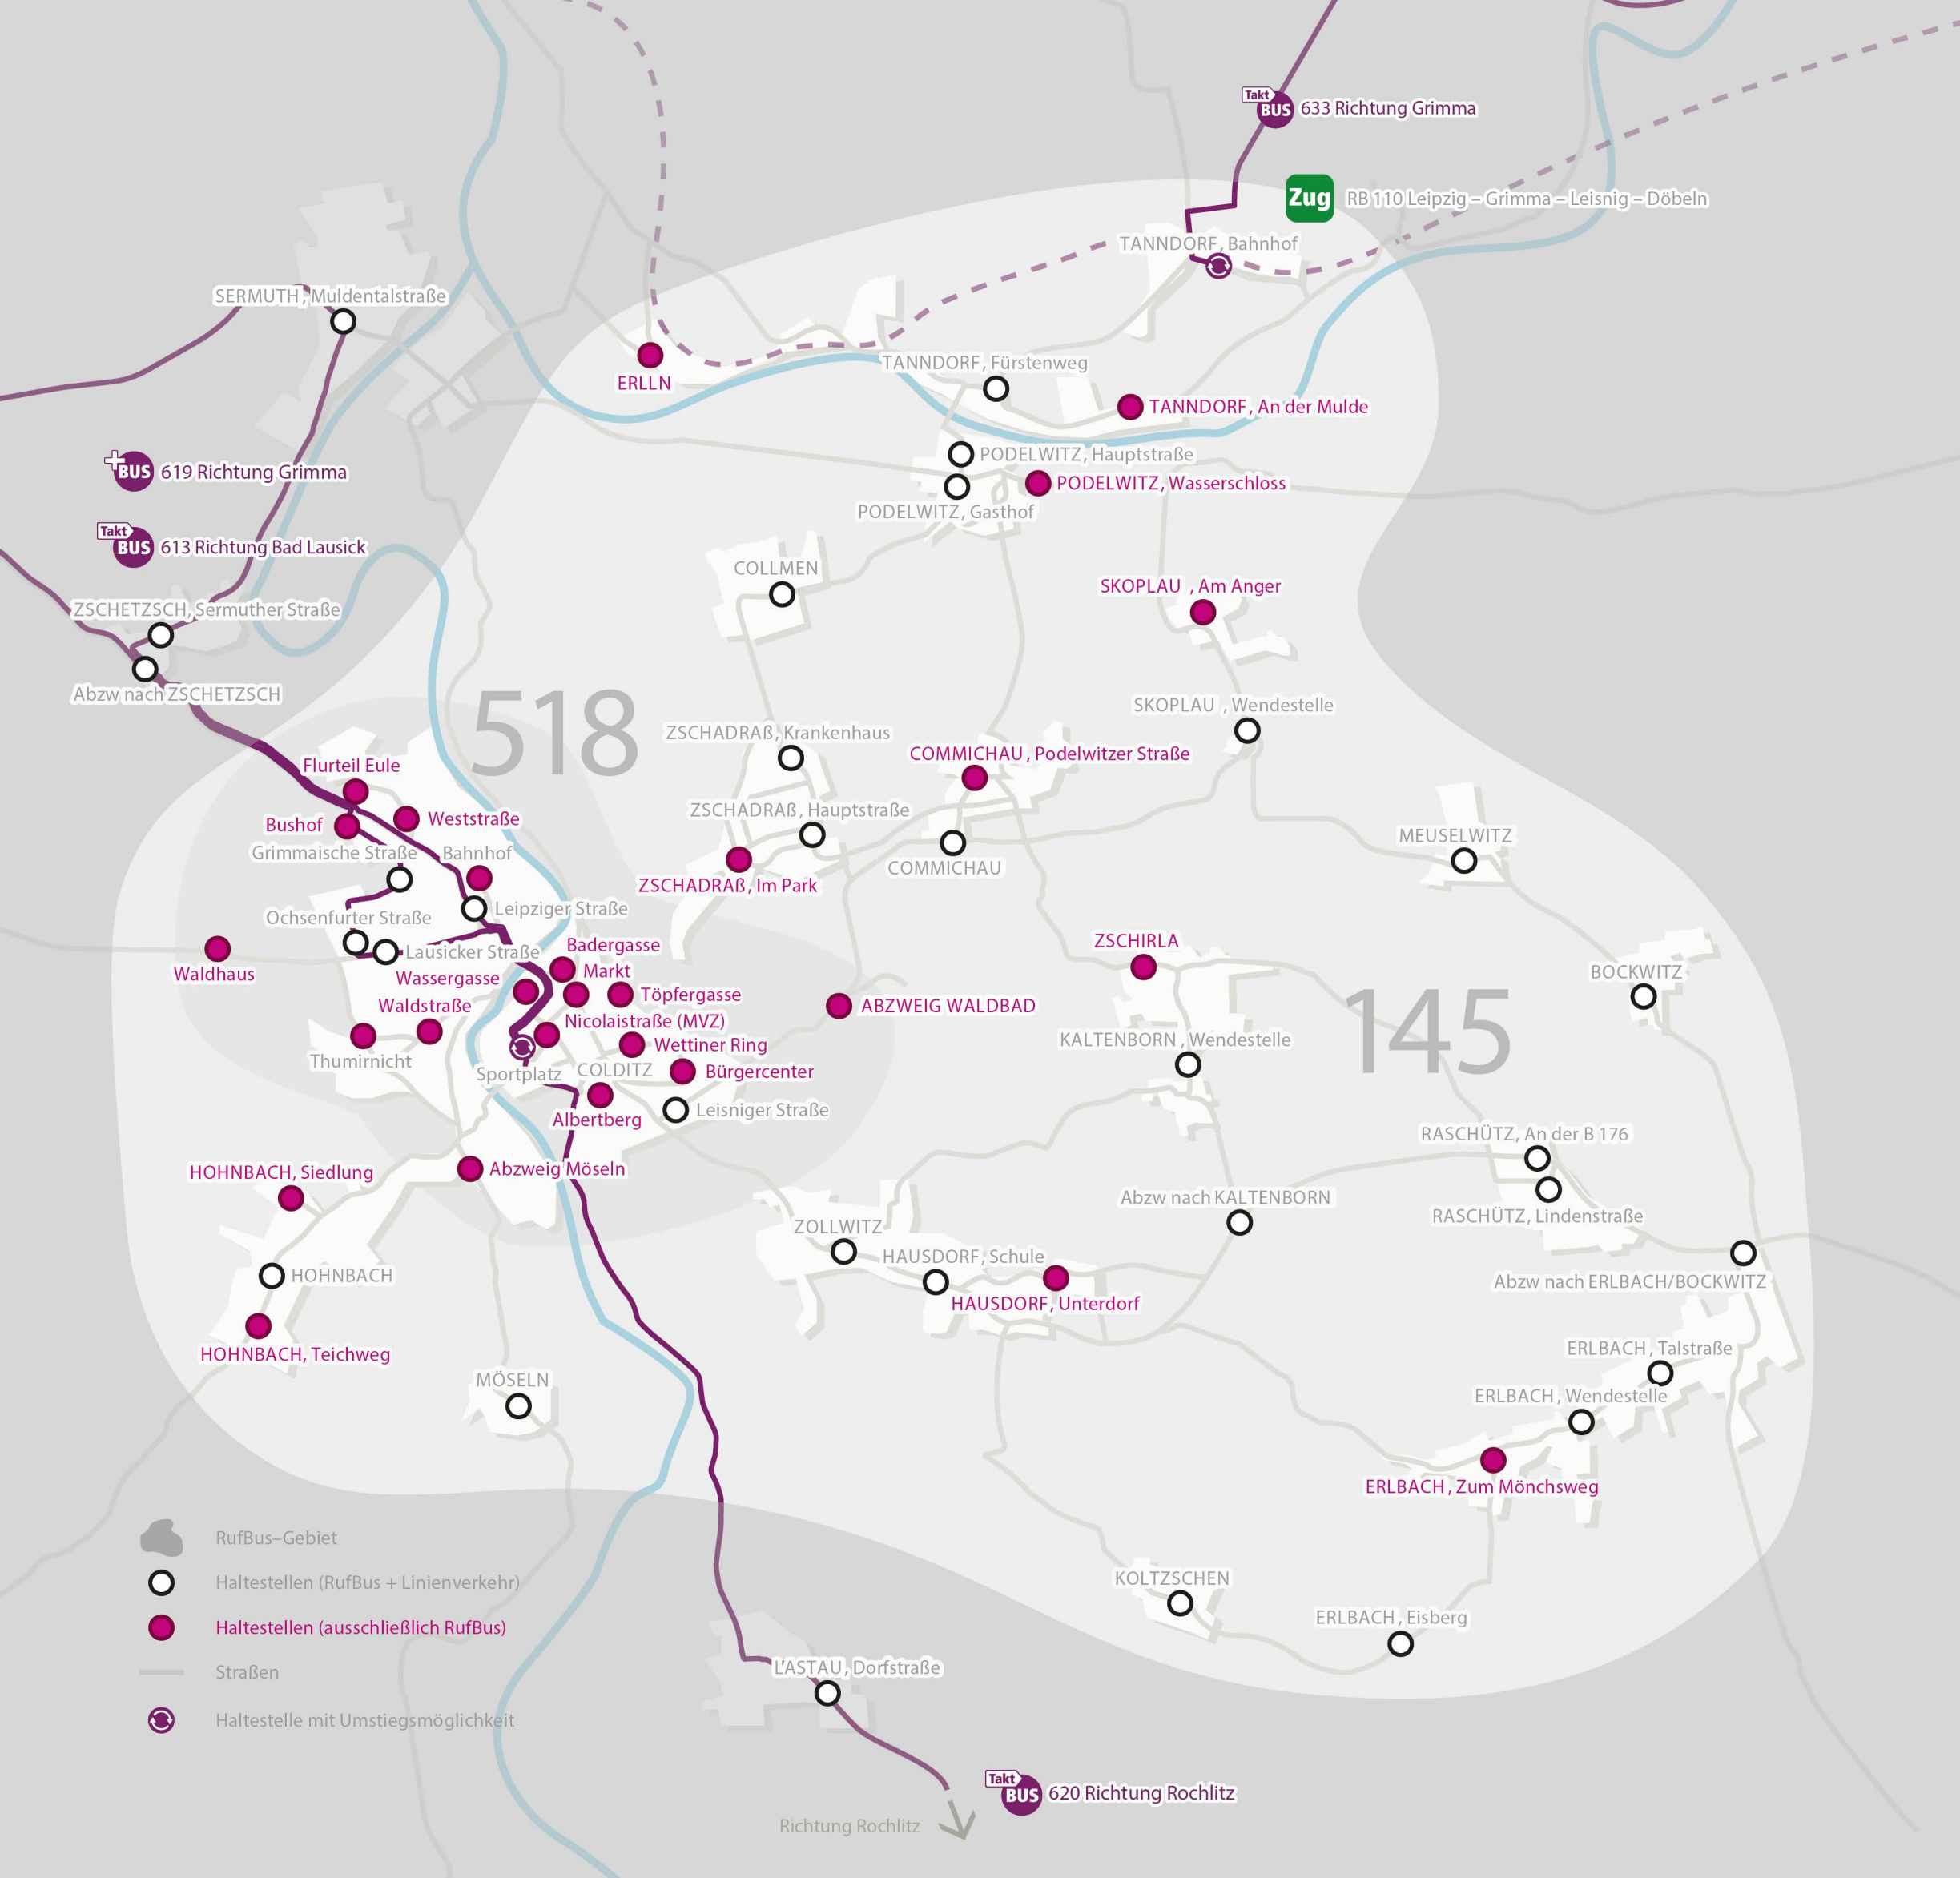 Takt
BUS
633 Richtung Grimma
Zug
RB 110 Leipzig – Grimma – Leisnig – Döbeln
TANNDORF, Bahnhof
SERMUTH, Muldentalstraße
ERLLN
TANNDORF, Fürstenweg
TANNDORF, An der Mulde
PODELWITZ, Hauptstraße
+BUS
619 Richtung Grimma
PODELWITZ, Wasserschloss
PODELWITZ, Gasthof
Takt
BUS
613 Richtung Bad Lausick
COLLMEN
SKOPLAU , Am Anger
ZSCHETZSCH, Sermuther Straße
Abzw nach ZSCHETZSCH
518
SKOPLAU , Wendestelle
ZSCHADRAß, Krankenhaus
COMMICHAU, Podelwitzer Straße
Flurteil Eule
ZSCHADRAß, Hauptstraße
Weststraße
Bushof
MEUSELWITZ
Grimmaische Straße
Bahnhof
COMMICHAU
ZSCHADRAß, Im Park
Leipziger Straße
Ochsenfurter Straße
ZSCHIRLA
Badergasse
Lausicker Straße
Waldhaus
Markt
BOCKWITZ
Wassergasse
Töpfergasse
Waldstraße
ABZWEIG WALDBAD
145
Nicolaistraße (MVZ)
KALTENBORN, Wendestelle
Wettiner Ring
Thumirnicht
COLDITZ
Sportplatz
Bürgercenter
Leisniger Straße
Albertberg
RASCHÜTZ, An der B 176
Abzweig Möseln
HOHNBACH, Siedlung
Abzw nach KALTENBORN
RASCHÜTZ, Lindenstraße
ZOLLWITZ
HAUSDORF, Schule
HOHNBACH
Abzw nach ERLBACH/BOCKWITZ
HAUSDORF, Unterdorf
ERLBACH, Talstraße
HOHNBACH, Teichweg
MÖSELN
ERLBACH, Wendestelle
ERLBACH, Zum Mönchsweg
RufBus–Gebiet
KOLTZSCHEN
Haltestellen (RufBus + Linienverkehr)
ERLBACH, Eisberg
Haltestellen (ausschließlich RufBus)
LASTAU, Dorfstraße
Straßen
Haltestelle mit Umstiegsmöglichkeit
Takt
BUS
620 Richtung Rochlitz
Richtung Rochlitz